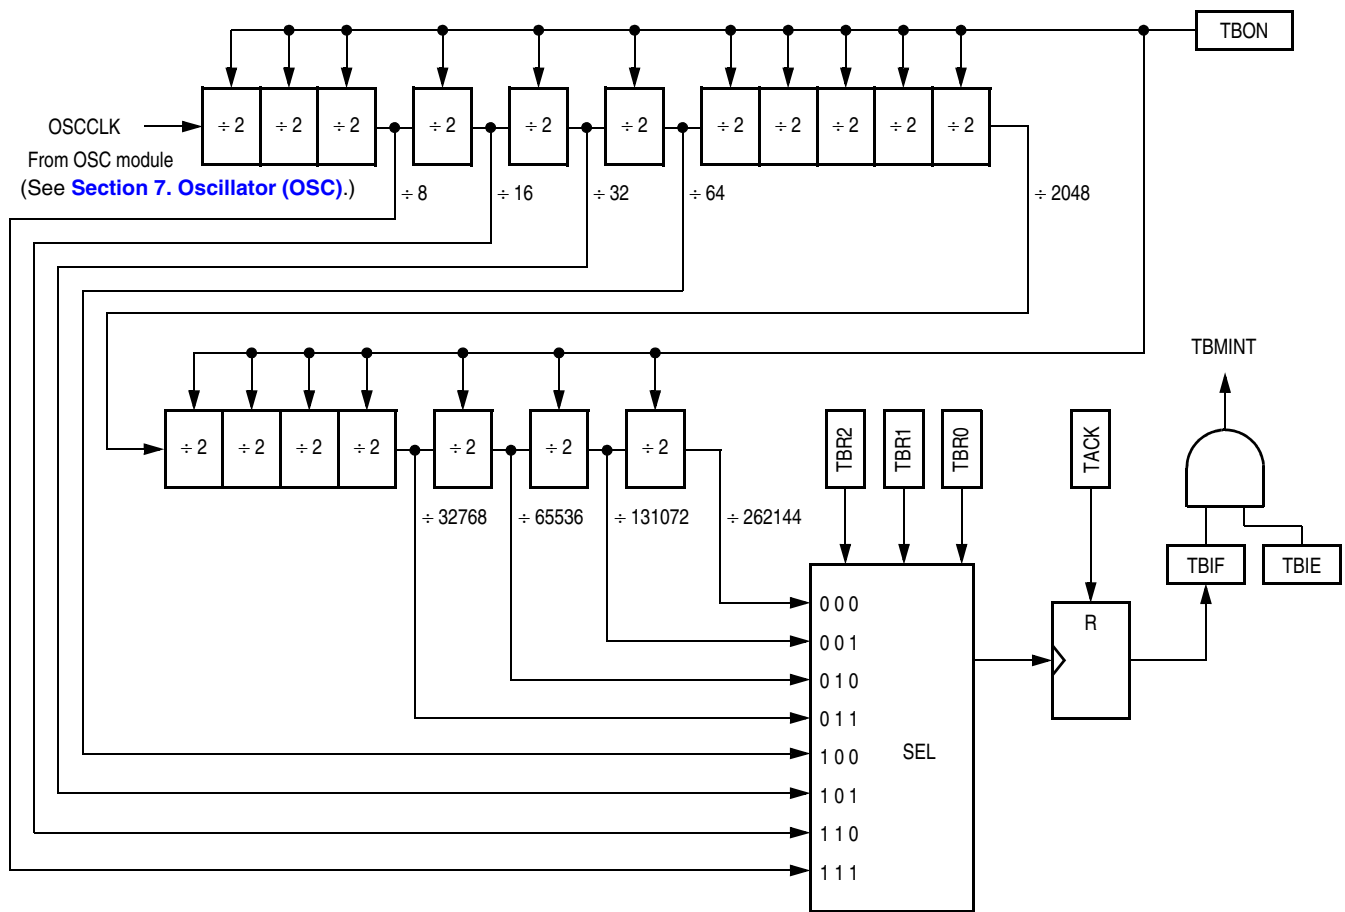 TBON
OSCCLK
÷ 2 ÷ 2 ÷ 2 ÷ 2 ÷ 2 ÷ 2 ÷ 2 ÷ 2 ÷ 2 ÷ 2 ÷ 2
From OSC module
(See Section 7. Oscillator (OSC).)
÷ 8 ÷ 16 ÷ 32 ÷ 64 ÷ 2048
TBMINT
÷ 2 ÷ 2 ÷ 2 ÷ 2 ÷ 2 ÷ 2 ÷ 2
TBR2 TBR1 TBR0 TACK
÷ 32768 ÷ 65536 ÷ 131072 ÷ 262144
TBIF TBIE
0 0 0
R
0 0 1
0 1 0
0 1 1
1 0 0
SEL
1 0 1
1 1 0
1 1 1